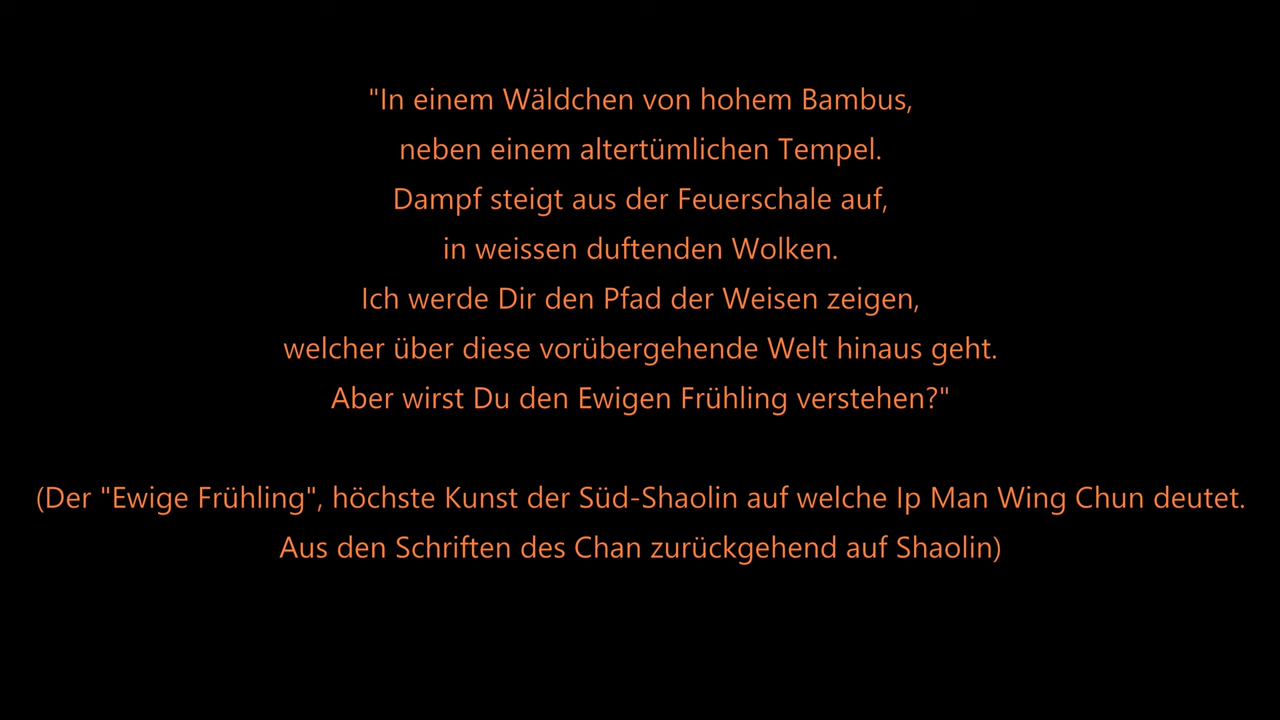 "In einem Wäldchen von hohem Bambus,
neben einem altertümlichen Tempel.
Dampf steigt aus der Feuerschale auf,
in weissen duftenden Wolken.
Ich werde Dir den Pfad der Weisen zeigen,
welcher über diese vorübergehende Welt hinaus geht.
Aber wirst Du den Ewigen Frühling verstehen?"
(Der "Ewige Frühling", höchste Kunst der Süd-Shaolin auf welche Ip Man Wing Chun deutet.
Aus den Schriften des Chan zurückgehend auf Shaolin)